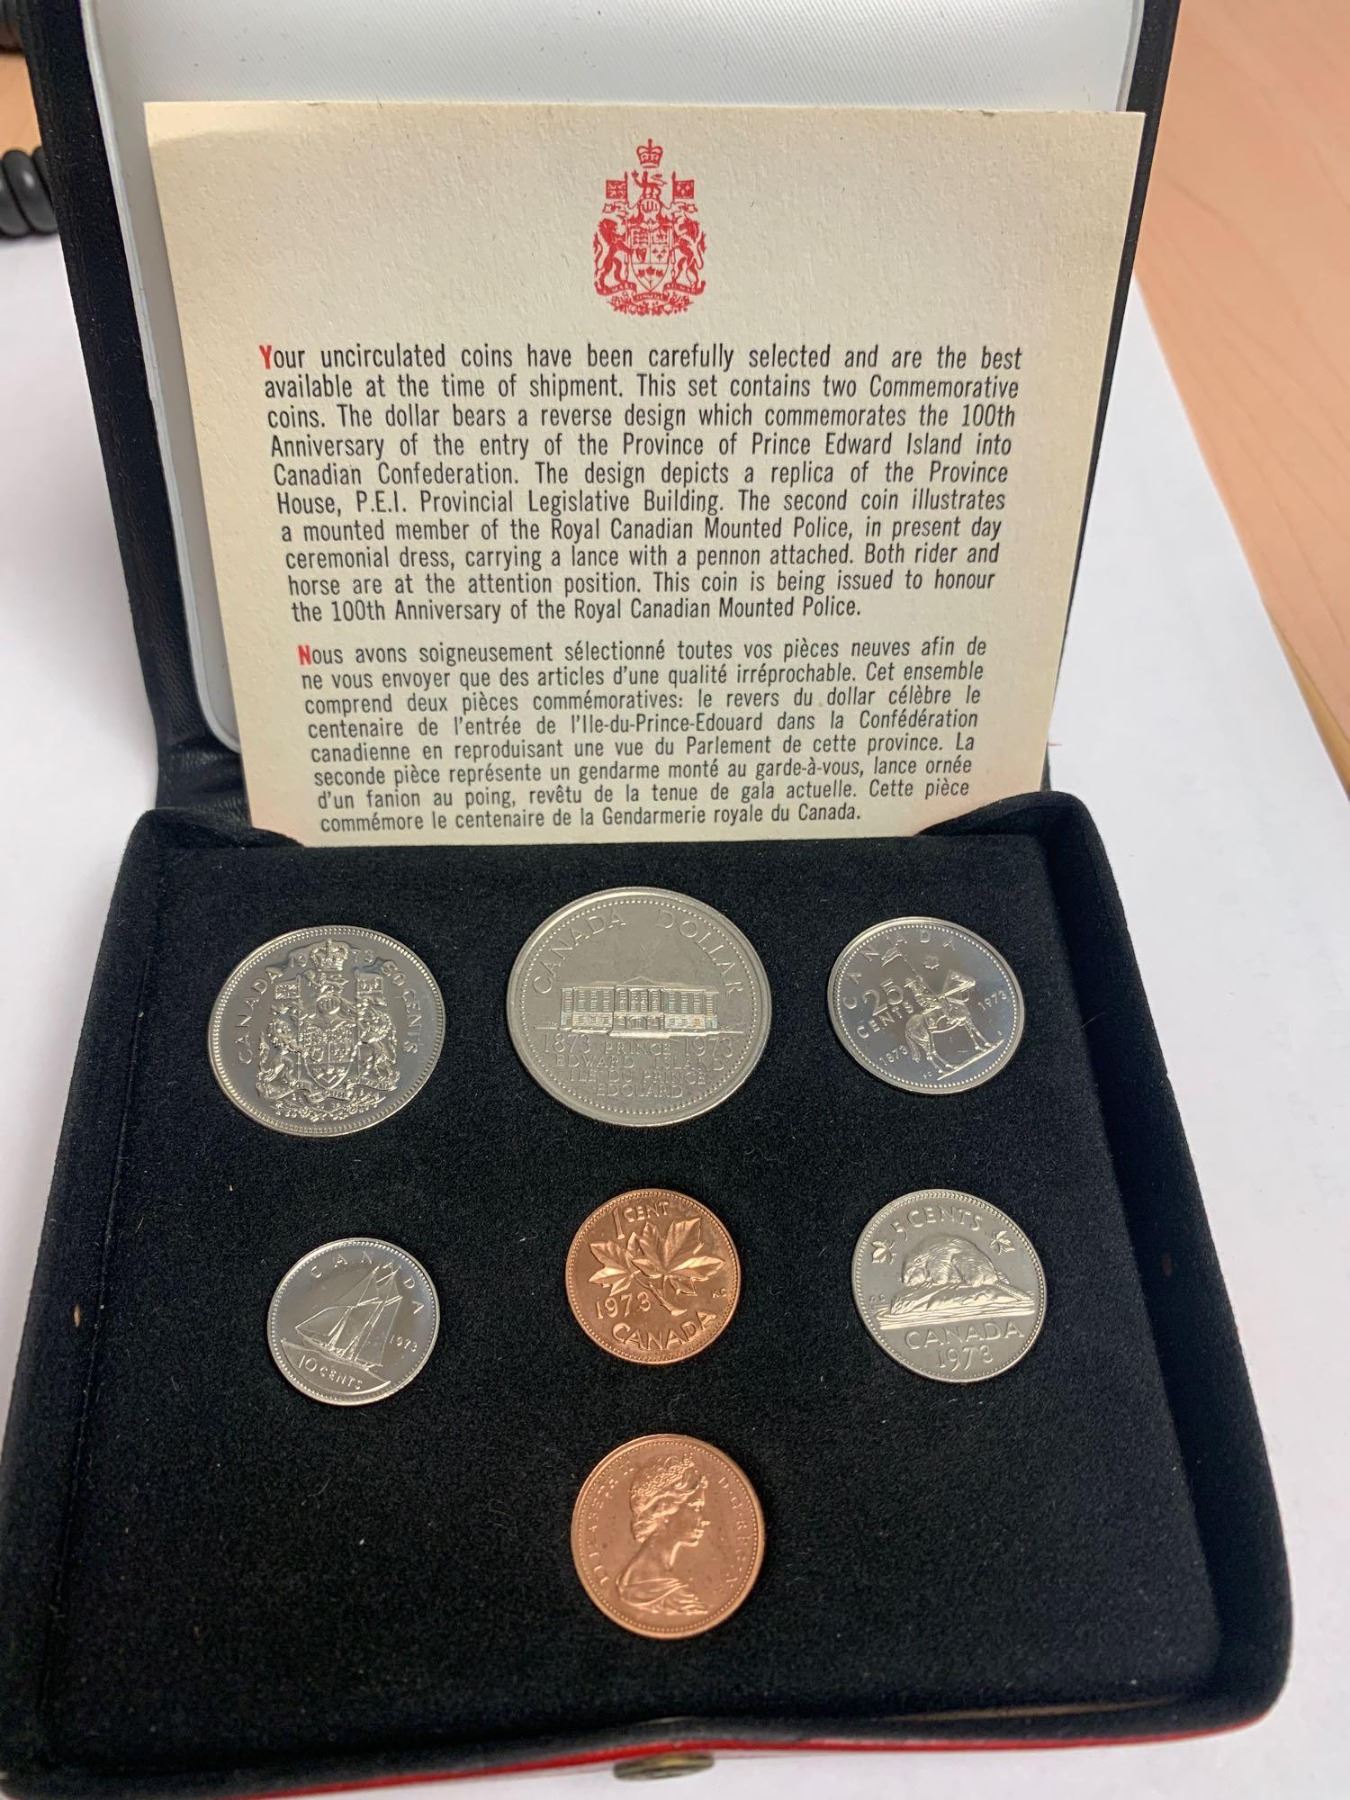 Your uncirculated coins have been carefully selected and are the best
available at the time of shipment. This set contains two Commemorative
coins. The dollar bears a reverse design which commemorates the 100th
Anniversary of the entry of the Province of Prince Edward Island into
Canadian Confederation. The design depicts a replica of the Province
House, P.E.I. Provincial Legislative Building. The second coin illustrates
a mounted member of the Royal Canadian Mounted Police, in present day
ceremonial dress, carrying a lance with a pennon attached. Both rider and
horse are at the attention position. This coin is being issued to honour
the 100th Anniversary of the Royal Canadian Mounted Police.
Nous avons soigneusement sélectionné toutes vos pièces neuves afin de
ne vous envoyer que des articles d'une qualité irréprochable. Cet ensemble
comprend deux pièces commémoratives: le revers du dollar célèbre le
centenaire de l'entrée de l'Ile-du-Prince-Edouard dans la Confédération
canadienne en reproduisant une vue du Parlement de cette province. La
seconde pièce représente un gendarme monté au garde-à-vous, lance ornée
d'un fanion au poing, revêtu de la tenue de gala actuelle. Cette pièce
commémore le centenaire de la Gendarmerie royale du Canada.
CANADA 1973 50 CENTS
CANADA DOLLAR
1873 PRINCE 1973
EDWARD ISLAND
ILE DU PRINCE
EDOUARD
CANADA
25
CENTS
1873 1973
CANADA
1973
10 CENTS
1 CENT
1973 KG
CANADA
5 CENTS
CANADA
1973
ELIZABETH II D·G·REGINA